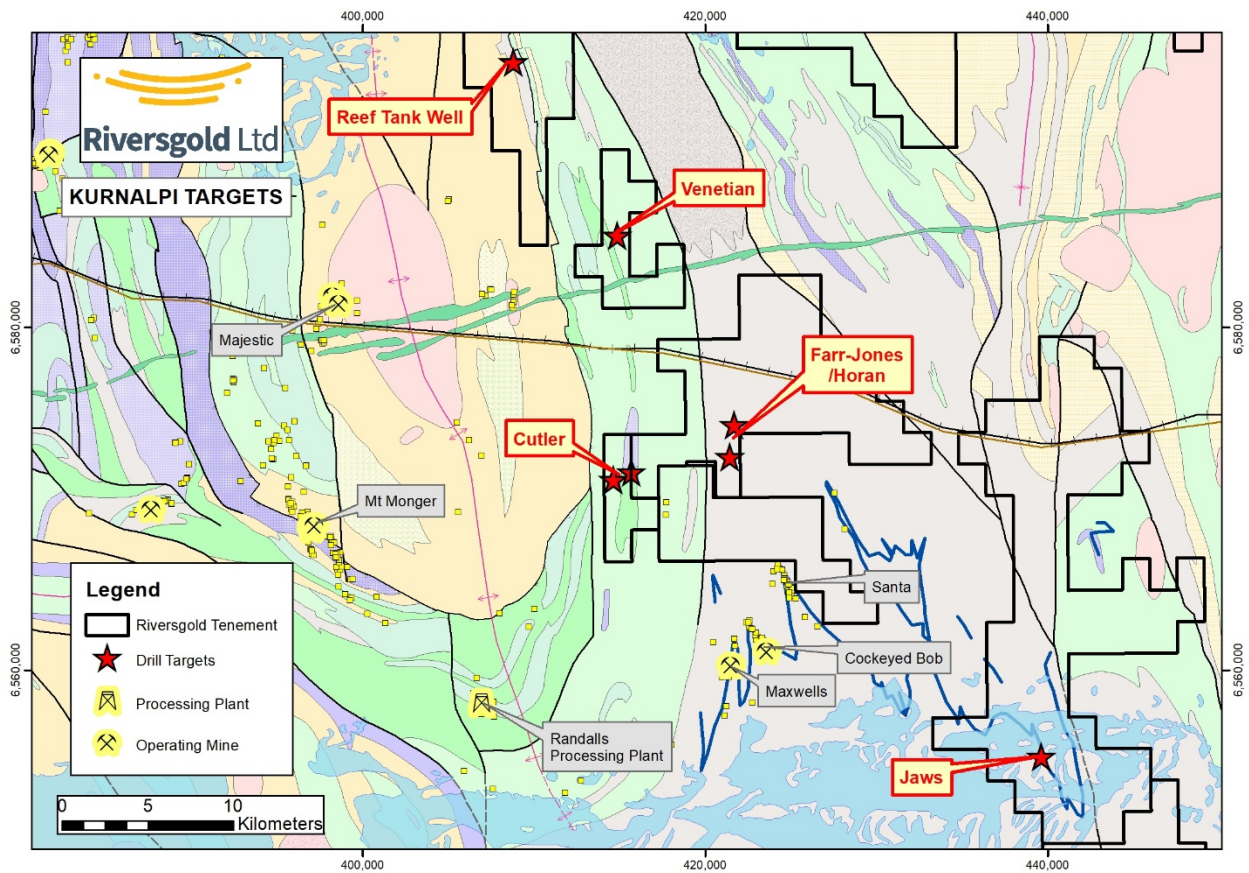 400,000
420,000
440,000
Riversgold Ltd
KURNALPI TARGETS
Reef Tank Well
Venetian
6,580,000
6,580,000
Majestic
Farr-Jones
/Horan
Cutler
Mt Monger
Santa
Cockeyed Bob
Maxwells
6,560,000
6,560,000
Randalls
Processing Plant
Jaws
Legend
Riversgold Tenement
Drill Targets
Processing Plant
Operating Mine
0
5
10
Kilometers
400,000
420,000
440,000